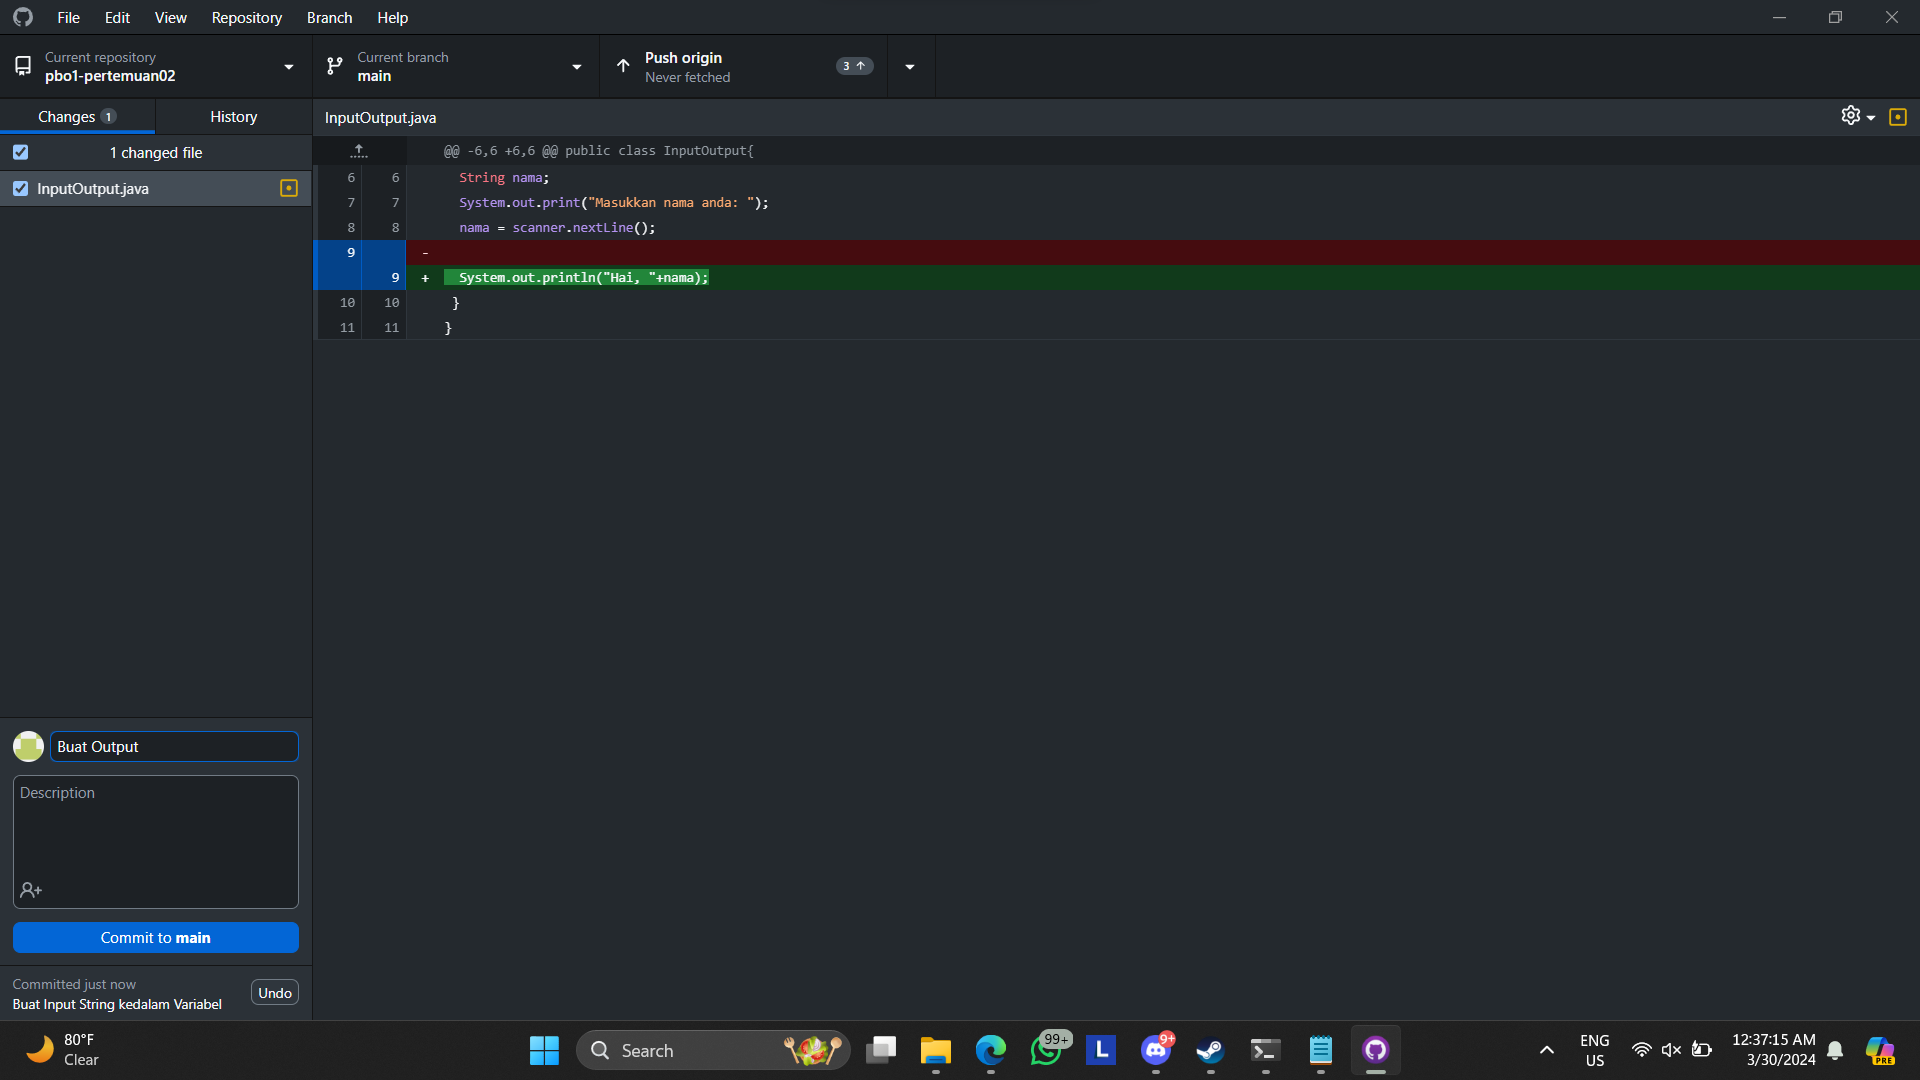 File Edit View Repository Branch Help
Current repository
pbo1-pertemuan02
Current branch
main
Push origin
Never fetched
3
Changes 1
History
1 changed file
InputOutput.java
InputOutput.java
@@ -6,6 +6,6 @@ public class InputOutput{
6 6 String nama;
7 7 System.out.print("Masukkan nama anda: ");
8 8 nama = scanner.nextLine();
9 -
9 + System.out.println("Hai, "+nama);
10 10 }
11 11 }
Buat Output
Description
Commit to main
Committed just now
Buat Input String kedalam Variabel
Undo
80°F
Clear
Search
99+
L
9+
ENG
US
12:37:15 AM
3/30/2024
PRE